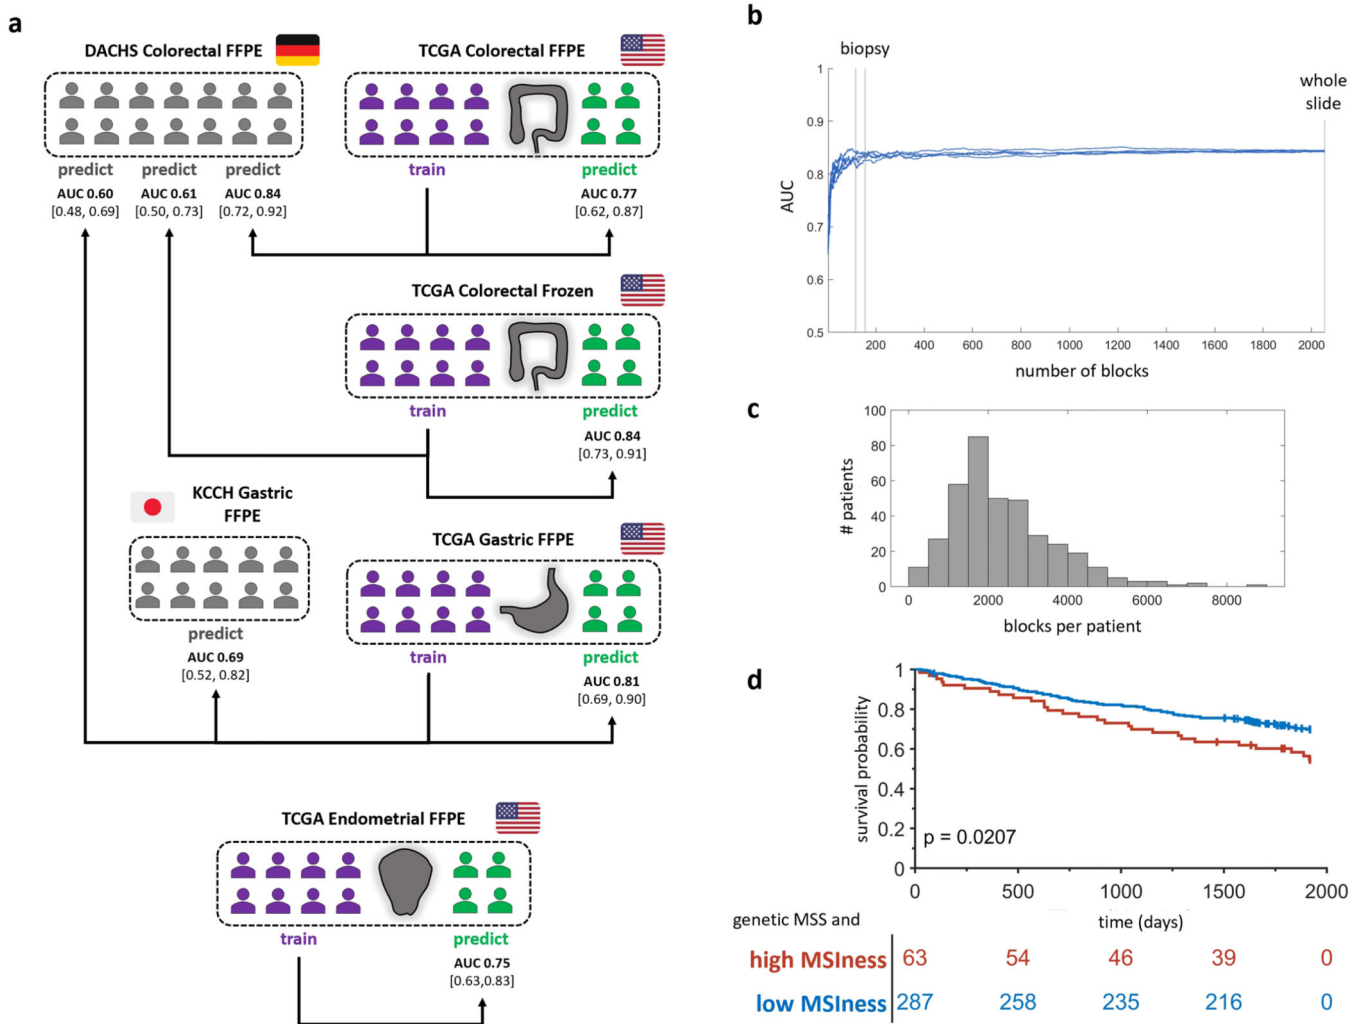 a
DACHS Colorectal FFPE
predict
AUC 0.60
[0.48, 0.69]
predict
AUC 0.61
[0.50, 0.73]
predict
AUC 0.84
[0.72, 0.92]
TCGA Colorectal FFPE
train
predict
AUC 0.77
[0.62, 0.87]
TCGA Colorectal Frozen
train
predict
AUC 0.84
[0.73, 0.91]
KCCH Gastric
FFPE
predict
AUC 0.69
[0.52, 0.82]
TCGA Gastric FFPE
train
predict
AUC 0.81
[0.69, 0.90]
TCGA Endometrial FFPE
train
predict
AUC 0.75
[0.63,0.83]
b
biopsy
whole
slide
AUC
1
0.9
0.8
0.7
0.6
0.5
200 400 600 800 1000 1200 1400 1600 1800 2000
number of blocks
c
# patients
100
80
60
40
20
0
0 2000 4000 6000 8000
blocks per patient
d
survival probability
1
0.8
0.6
0.4
0.2
0
p = 0.0207
0 500 1000 1500 2000
time (days)
genetic MSS and
high MSIness 63 54 46 39 0
low MSIness 287 258 235 216 0